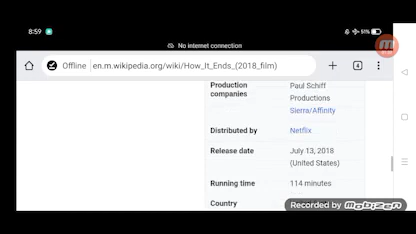 8:59
51%
No internet connection
Offline en.m.wikipedia.org/wiki/How_It_Ends_(2018_film)
4
Production companies
Paul Schiff Productions
Sierra/Affinity
Distributed by Netflix
Release date July 13, 2018
(United States)
Running time 114 minutes
Country
Recorded by Mobizen